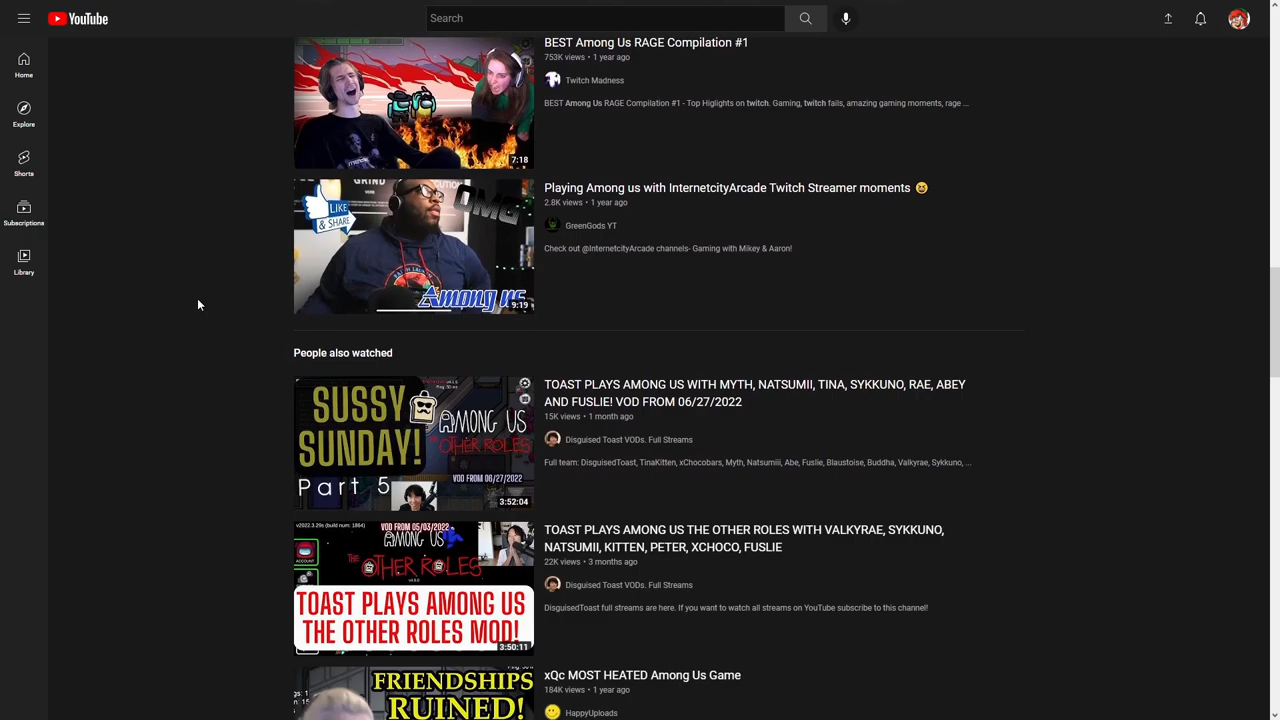 YouTube
Search
Home
Explore
Shorts
Subscriptions
Library
BEST Among Us RAGE Compilation #1
753K views • 1 year ago
Twitch Madness
BEST Among Us RAGE Compilation #1 - Top Higlights on twitch. Gaming, twitch fails, amazing gaming moments, rage ...
7:18
GRIND
LIKE
& SHARE
OMG
Among us
9:19
Playing Among us with InternetcityArcade Twitch Streamer moments 😆
2.8K views • 1 year ago
GreenGods YT
Check out @InternetcityArcade channels- Gaming with Mikey & Aaron!
People also watched
SUSSY
SUNDAY!
Part 5
AMONG US
THE OTHER ROLES
VOD FROM 06/27/2022
3:52:04
TOAST PLAYS AMONG US WITH MYTH, NATSUMII, TINA, SYKKUNO, RAE, ABEY
AND FUSLIE! VOD FROM 06/27/2022
15K views • 1 month ago
Disguised Toast VODs. Full Streams
Full team: DisguisedToast, TinaKitten, xChocobars, Myth, Natsumiii, Abe, Fuslie, Blaustoise, Buddha, Valkyrae, Sykkuno, ...
v2022.3.29s (build num: 1864)
VOD FROM 05/03/2022
AMONG US
THE OTHER ROLES
ACCOUNT
TOAST PLAYS AMONG US
THE OTHER ROLES MOD!
3:50:11
TOAST PLAYS AMONG US THE OTHER ROLES WITH VALKYRAE, SYKKUNO,
NATSUMII, KITTEN, PETER, XCHOCO, FUSLIE
22K views • 3 months ago
Disguised Toast VODs. Full Streams
DisguisedToast full streams are here. If you want to watch all streams on YouTube subscribe to this channel!
FRIENDSHIPS
RUINED!
xQc MOST HEATED Among Us Game
184K views • 1 year ago
HappyUploads